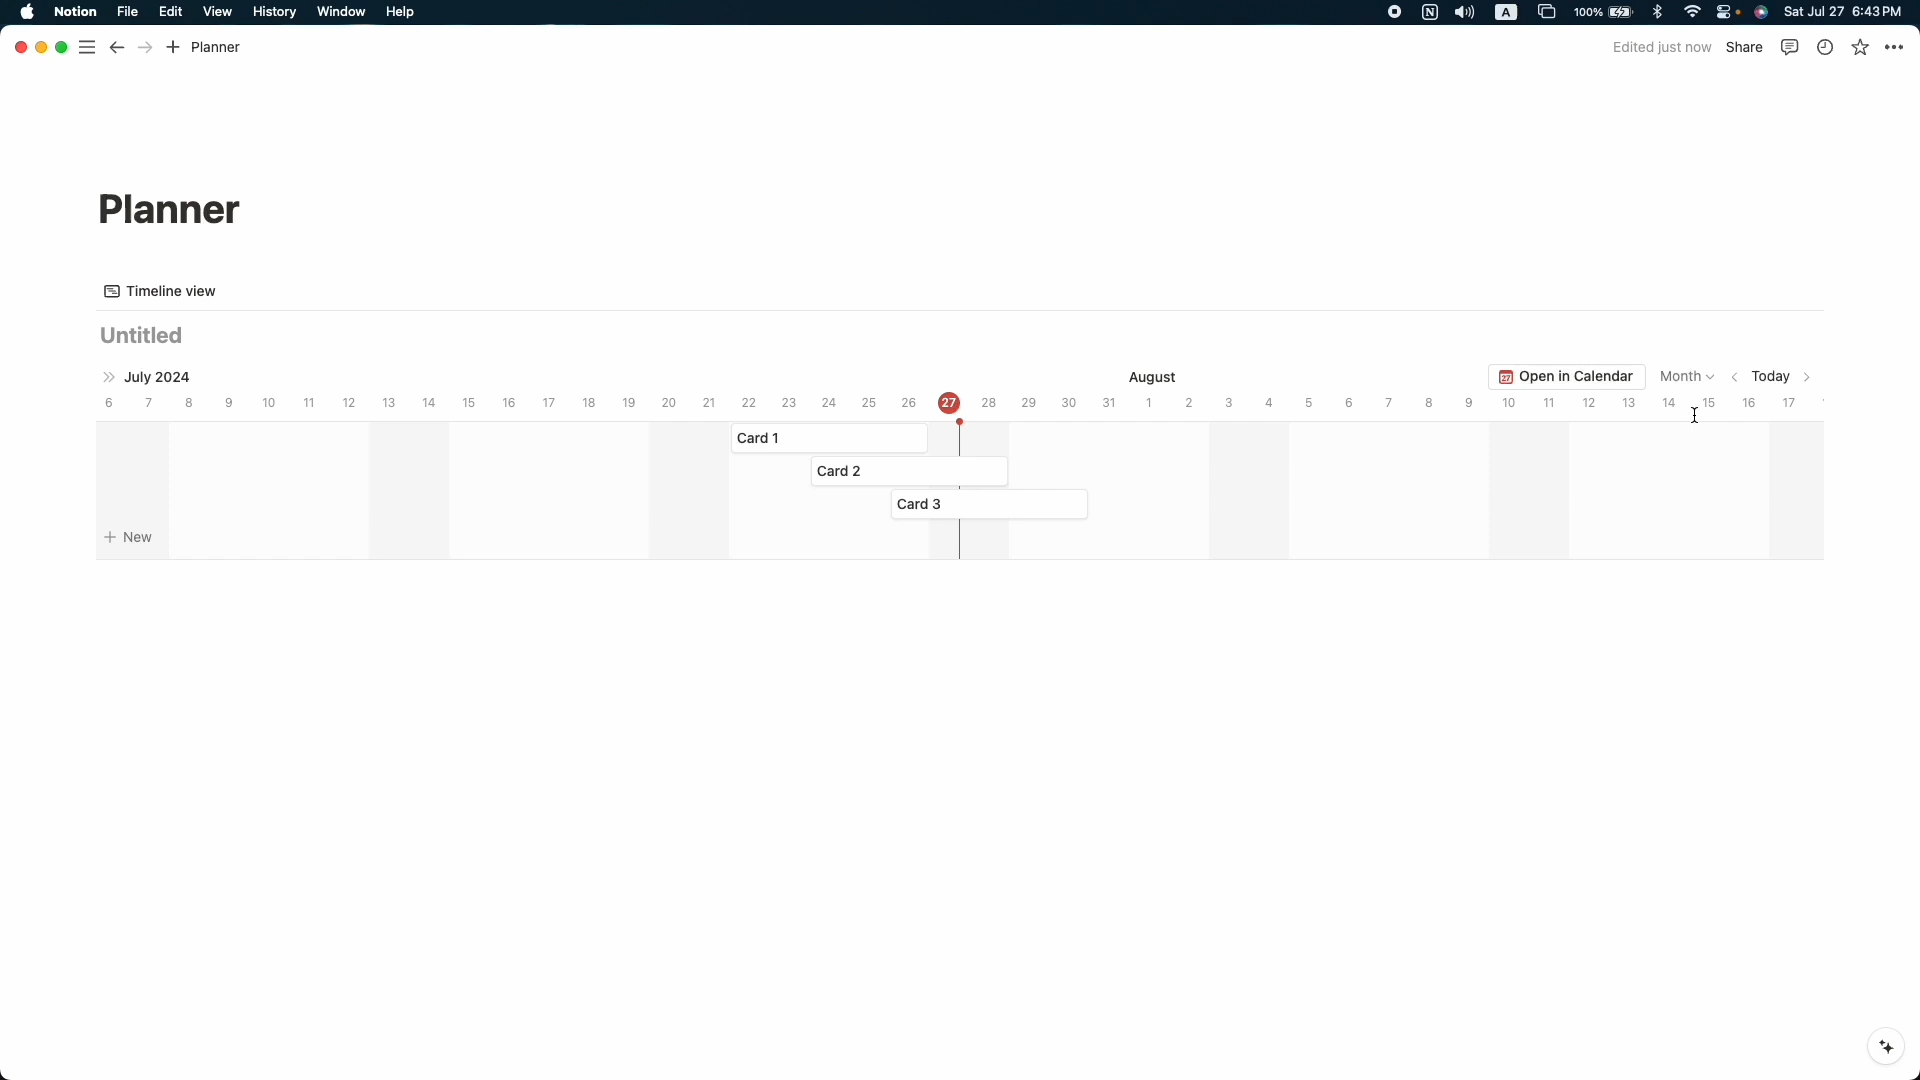 Notion File Edit View History Window Help N A 100% Sat Jul 27 6:43 PM
Planner Edited just now Share
Planner
Timeline view
Untitled
July 2024 August 27 Open in Calendar Month Today
6 7 8 9 10 11 12 13 14 15 16 17 18 19 20 21 22 23 24 25 26 27 28 29 30 31 1 2 3 4 5 6 7 8 9 10 11 12 13 14 15 16 17
Card 1
Card 2
Card 3
New